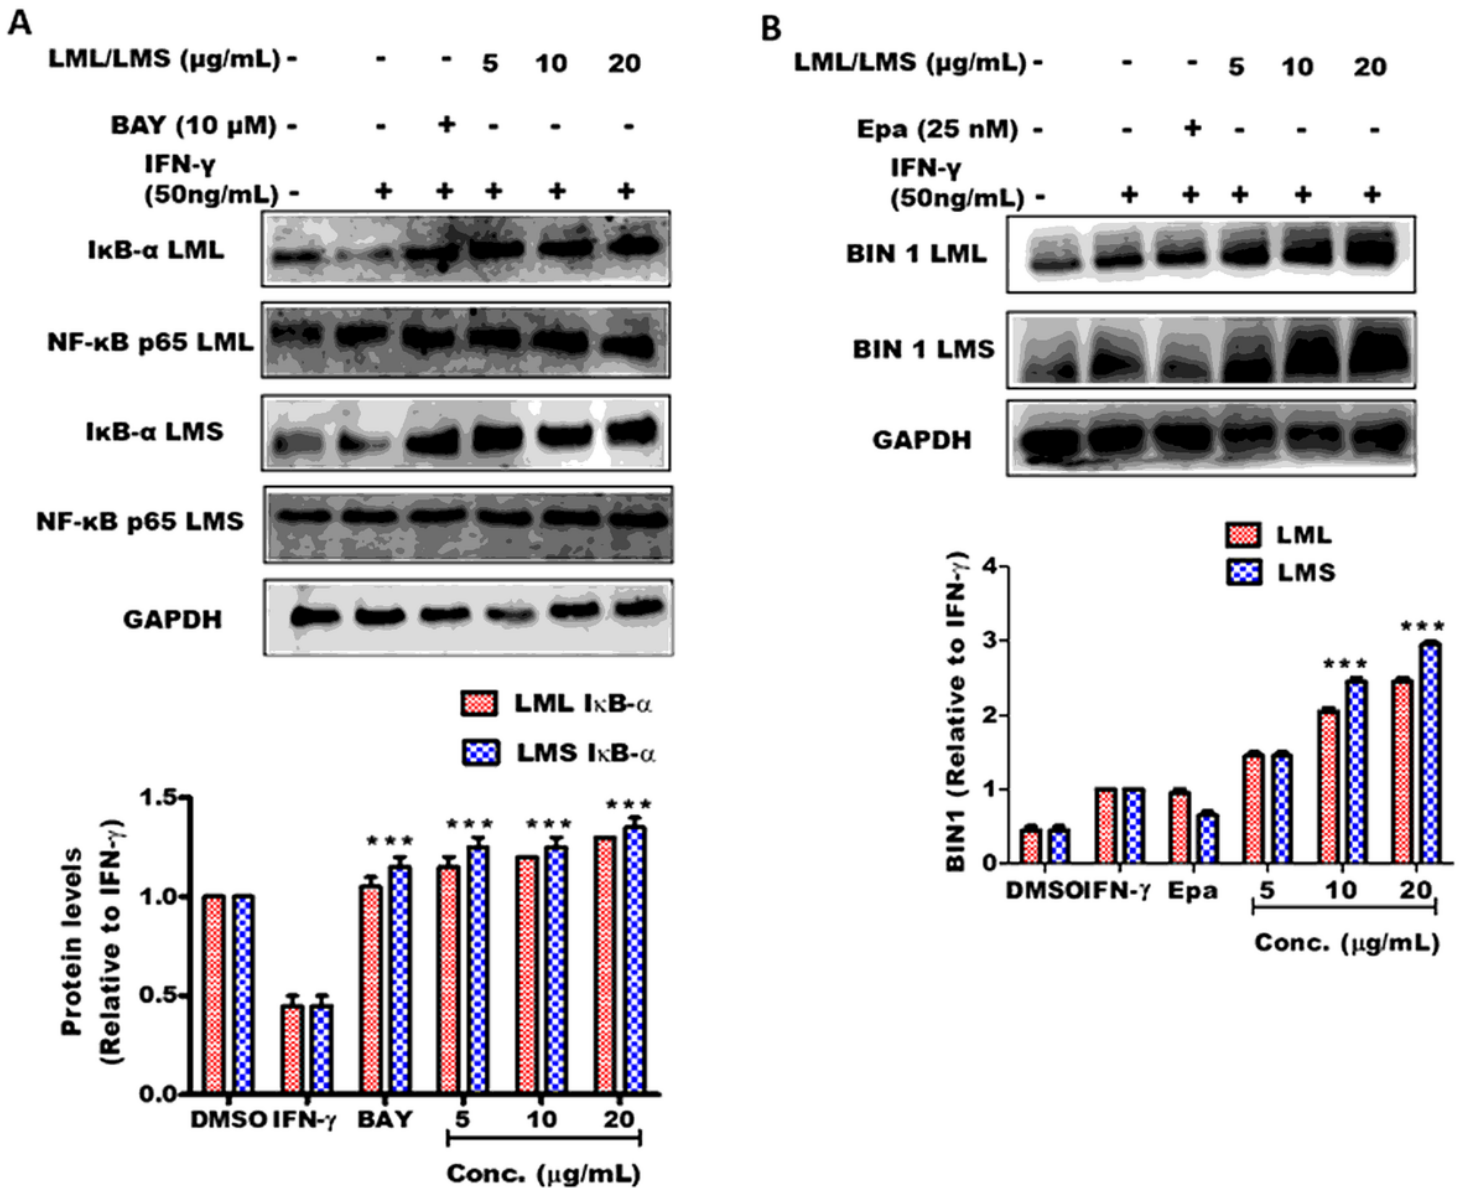 A
LML/LMS (µg/mL) - - - 5 10 20
BAY (10 µM) - - + - - -
IFN-γ
(50ng/mL) - + + + + +
IκB-α LML
NF-κB p65 LML
IκB-α LMS
NF-κB p65 LMS
GAPDH
LML IκB-α
LMS IκB-α
Protein levels
(Relative to IFN-γ)
1.5
1.0
0.5
0.0
***
***
***
***
DMSO IFN-γ BAY 5 10 20
Conc. (µg/mL)
B
LML/LMS (µg/mL) - - - 5 10 20
Epa (25 nM) - - + - - -
IFN-γ
(50ng/mL) - + + + + +
BIN 1 LML
BIN 1 LMS
GAPDH
LML
LMS
BIN1 (Relative to IFN-γ)
4
3
2
1
0
***
***
DMSO IFN-γ Epa 5 10 20
Conc. (µg/mL)